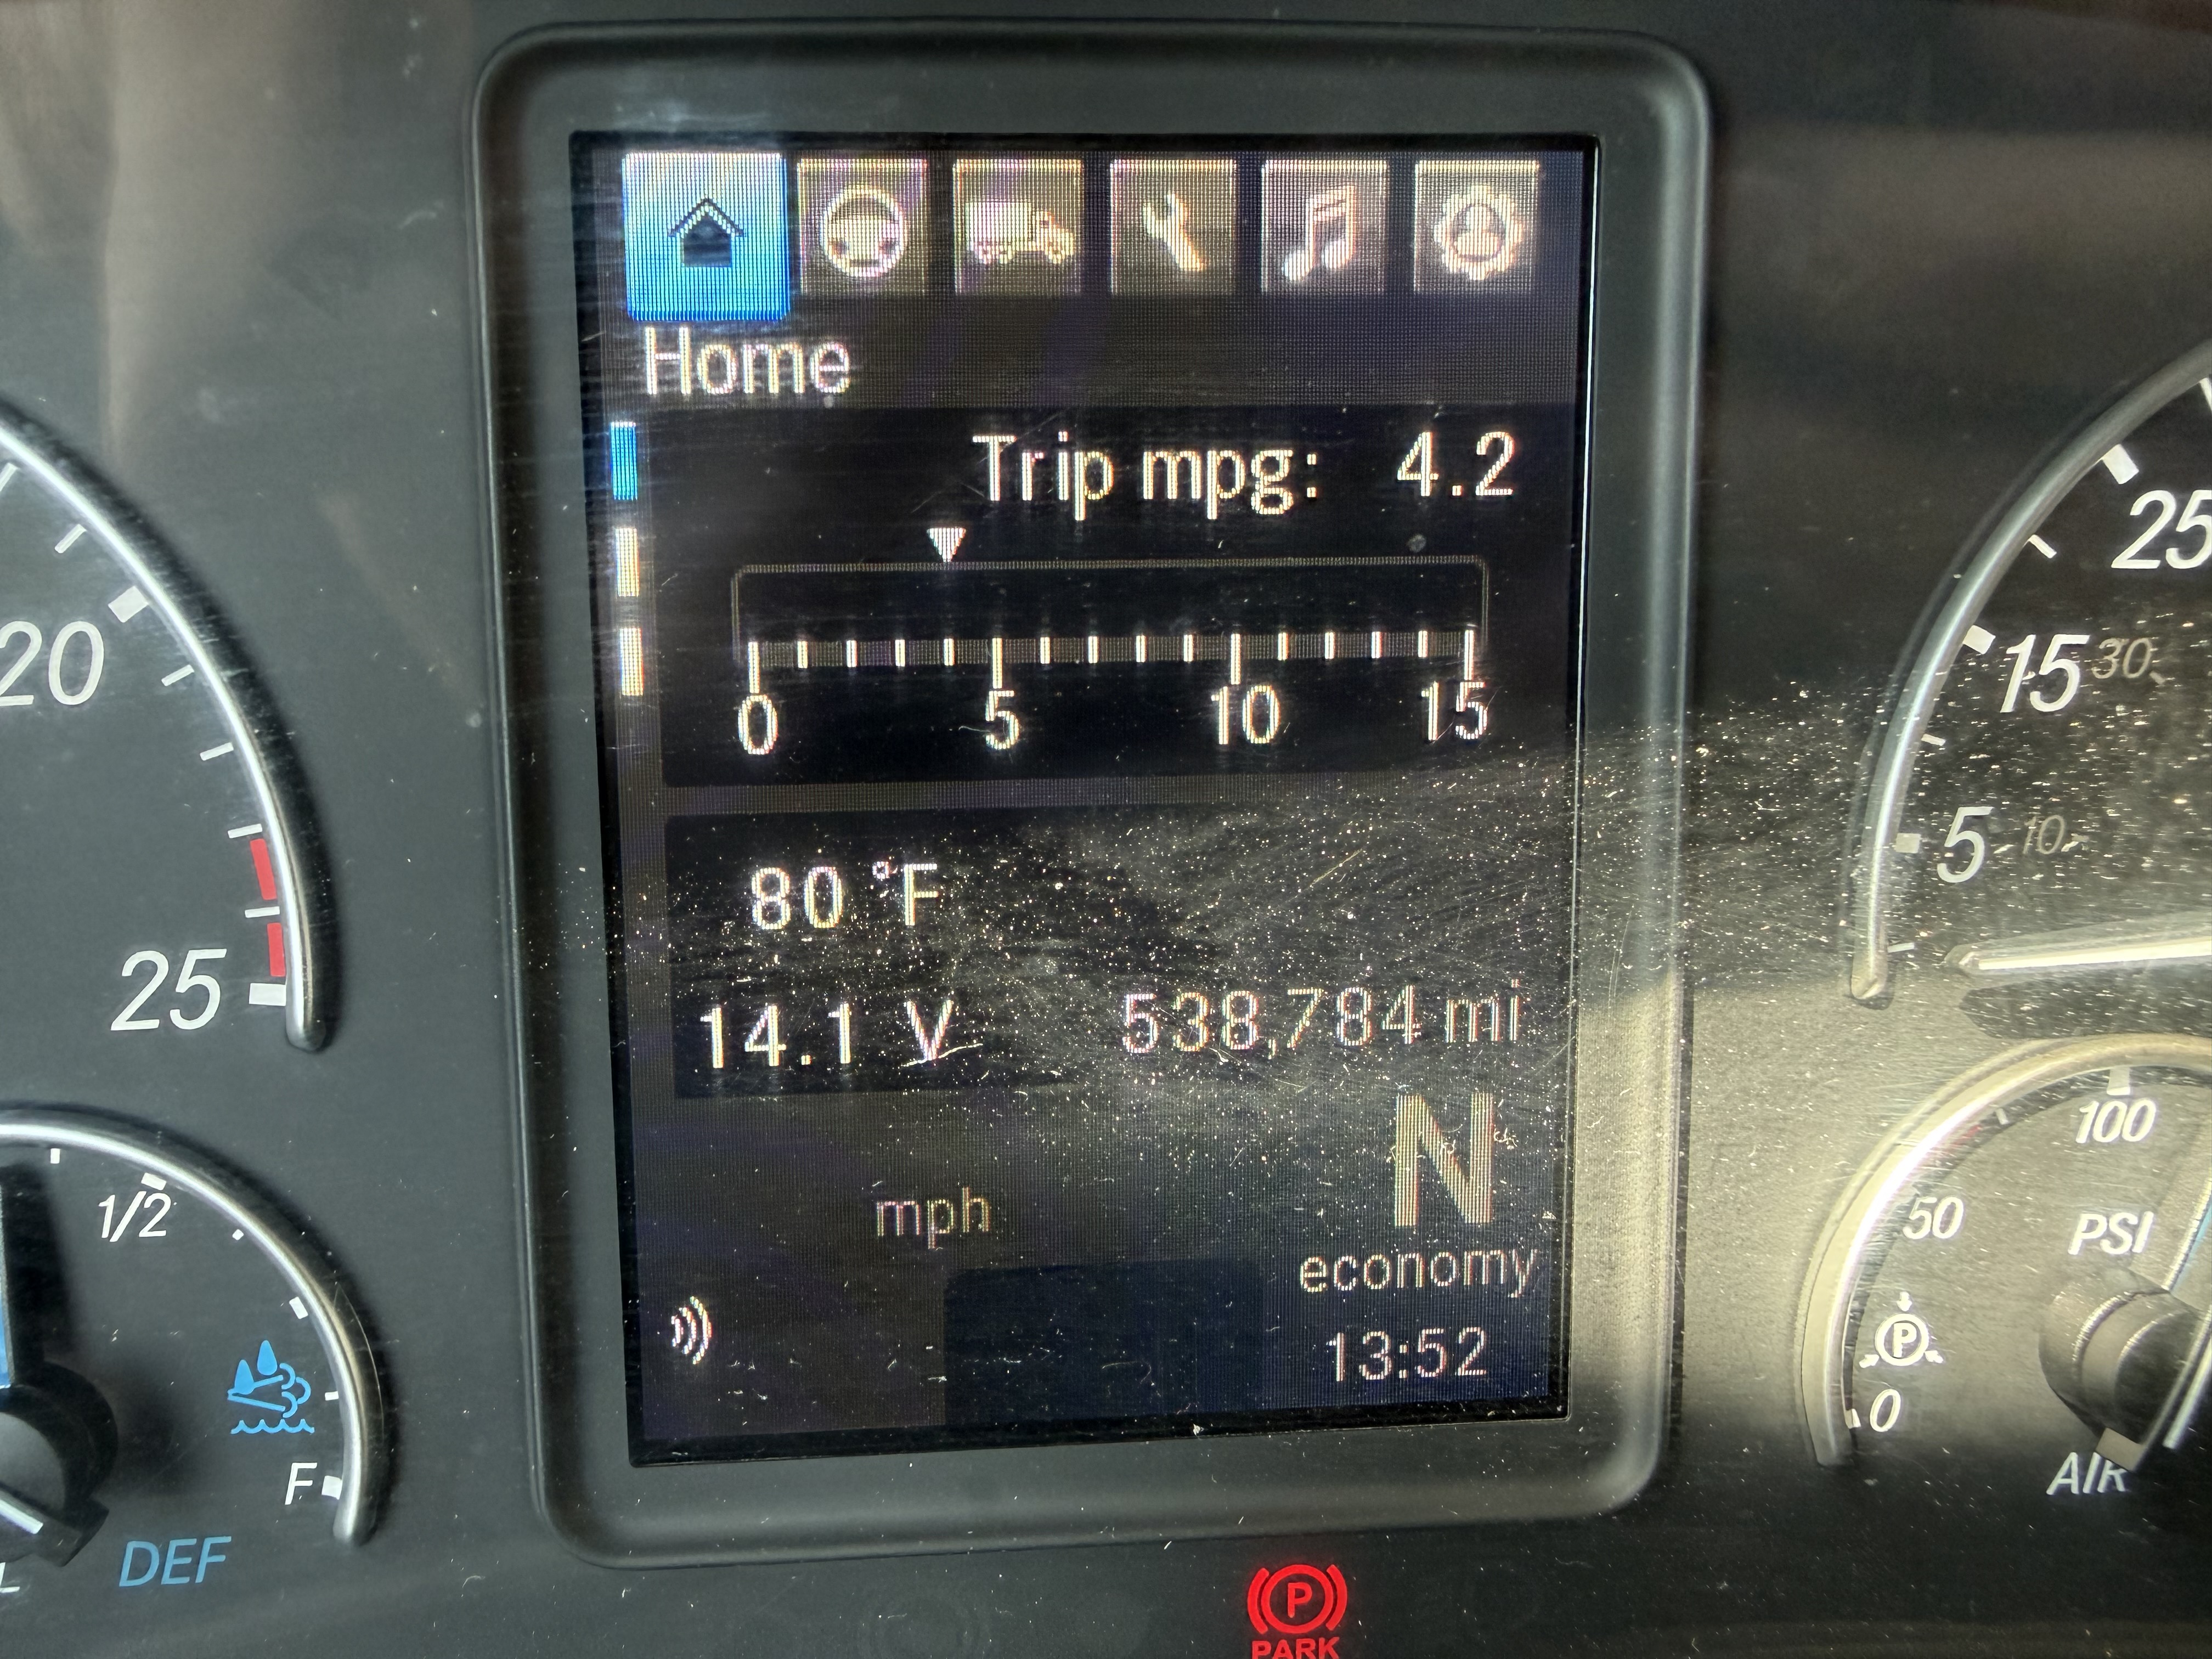 Home
Trip mpg: 4.2
0 5 10 15
80 °F
14.1 V 538,784 mi
N
mph
economy
13:52
20
25
1/2
F
DEF
25
15 30
5 10
100
50
PSI
P
0
AIR
P
PARK